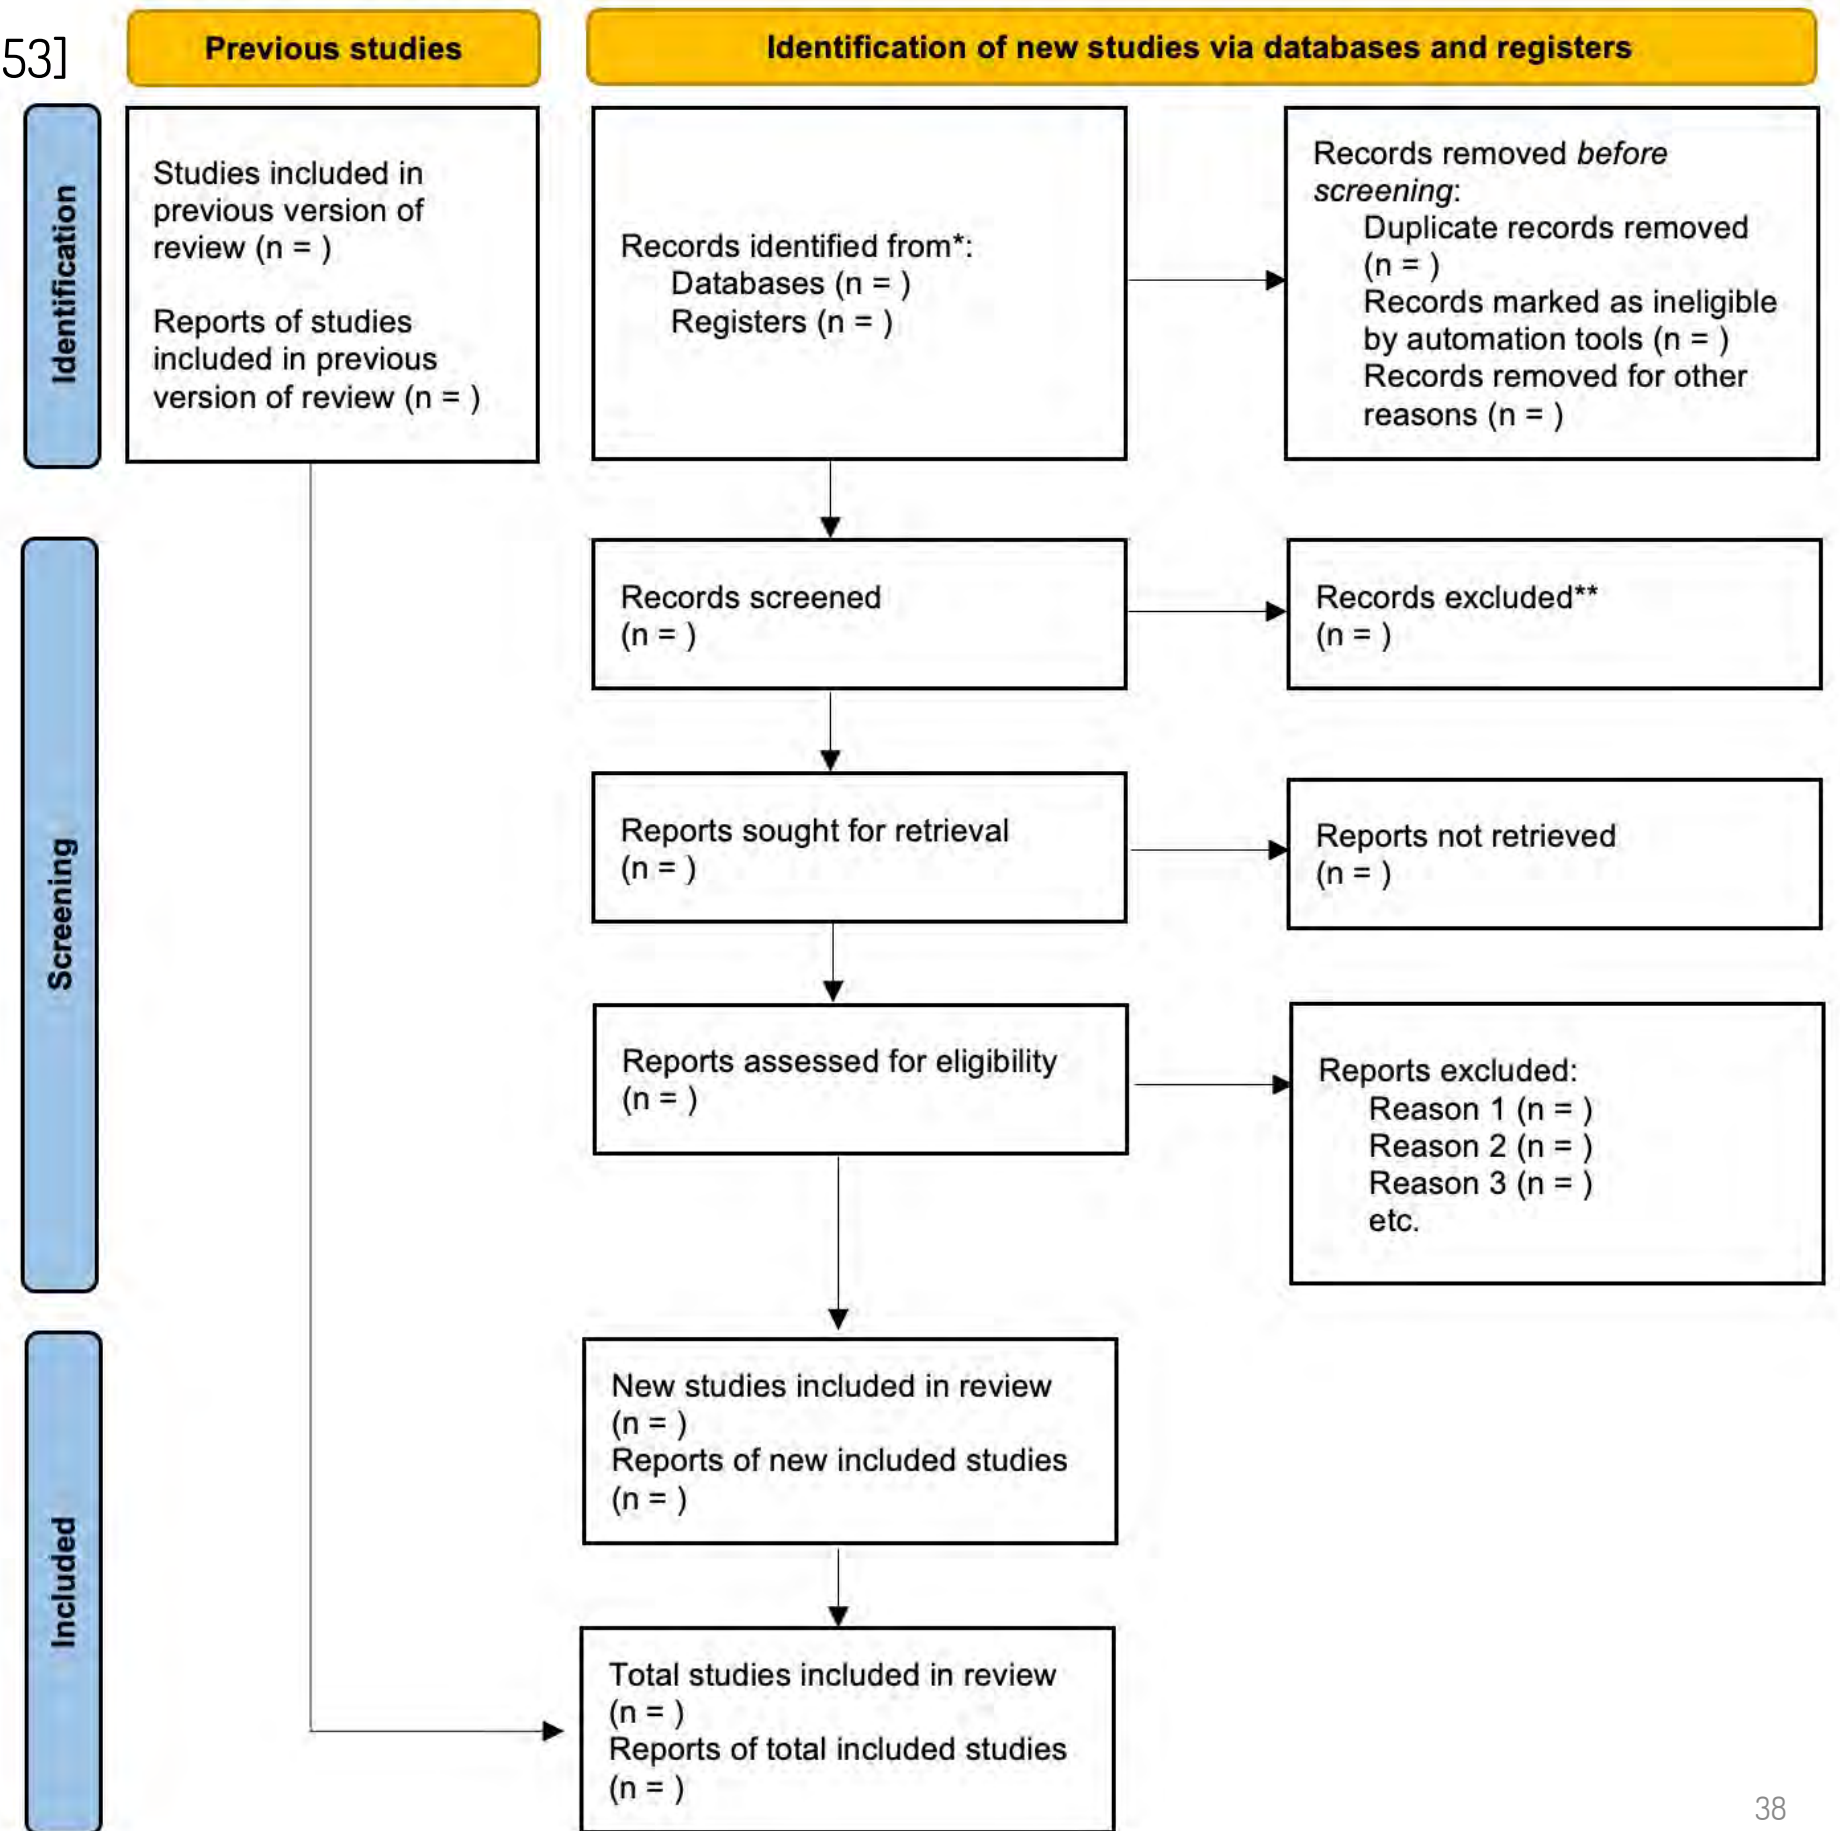 53]
Previous studies
Identification of new studies via databases and registers
Identification
Studies included in
previous version of
review (n = )
Reports of studies
included in previous
version of review (n = )
Records identified from*:
Databases (n = )
Registers (n = )
Records removed before
screening:
Duplicate records removed
(n = )
Records marked as ineligible
by automation tools (n = )
Records removed for other
reasons (n = )
Screening
Records screened
(n = )
Records excluded**
(n = )
Reports sought for retrieval
(n = )
Reports not retrieved
(n = )
Reports assessed for eligibility
(n = )
Reports excluded:
Reason 1 (n = )
Reason 2 (n = )
Reason 3 (n = )
etc.
Included
New studies included in review
(n = )
Reports of new included studies
(n = )
Total studies included in review
(n = )
Reports of total included studies
(n = )
38